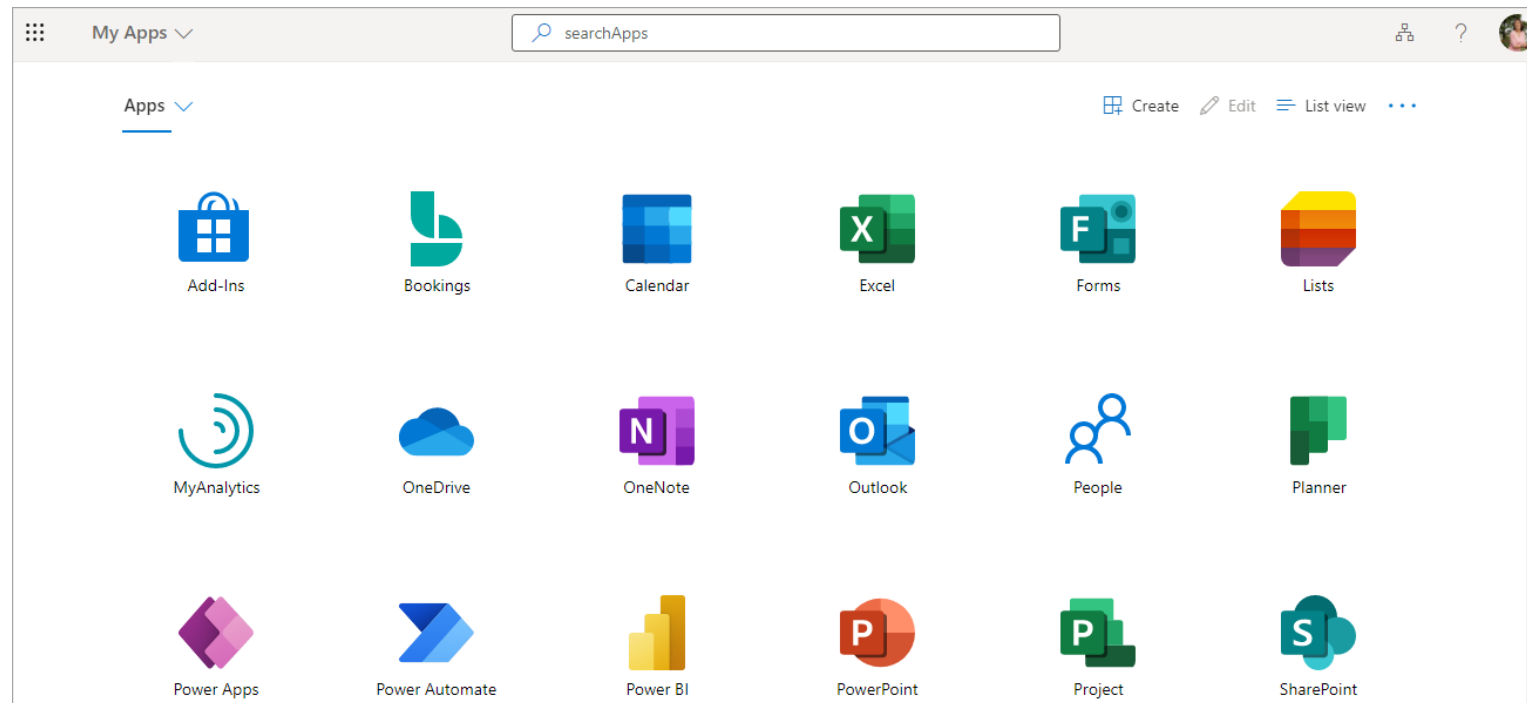 My Apps searchApps ?
Apps Create Edit List view ...
Add-Ins Bookings Calendar X Excel F Forms Lists
MyAnalytics OneDrive N OneNote O Outlook People Planner
Power Apps Power Automate Power BI P PowerPoint P Project S SharePoint